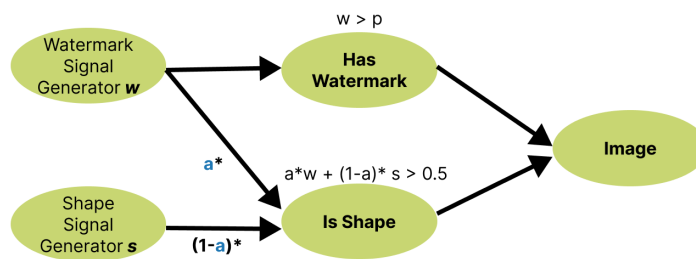 w > p
Watermark
Signal
Generator w
Has
Watermark
Image
a*
a*w + (1-a)* s > 0.5
Shape
Signal
Generator s
(1-a)*
Is Shape